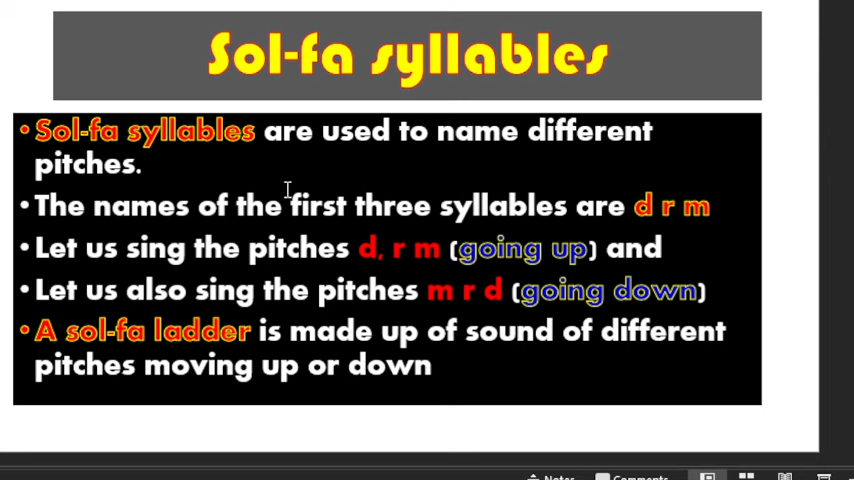 Sol-fa syllables
• Sol-fa syllables are used to name different
pitches.
• The names of the first three syllables are d r m
• Let us sing the pitches d, r m (going up) and
• Let us also sing the pitches m r d (going down)
• A sol-fa ladder is made up of sound of different
pitches moving up or down
Notes Comments